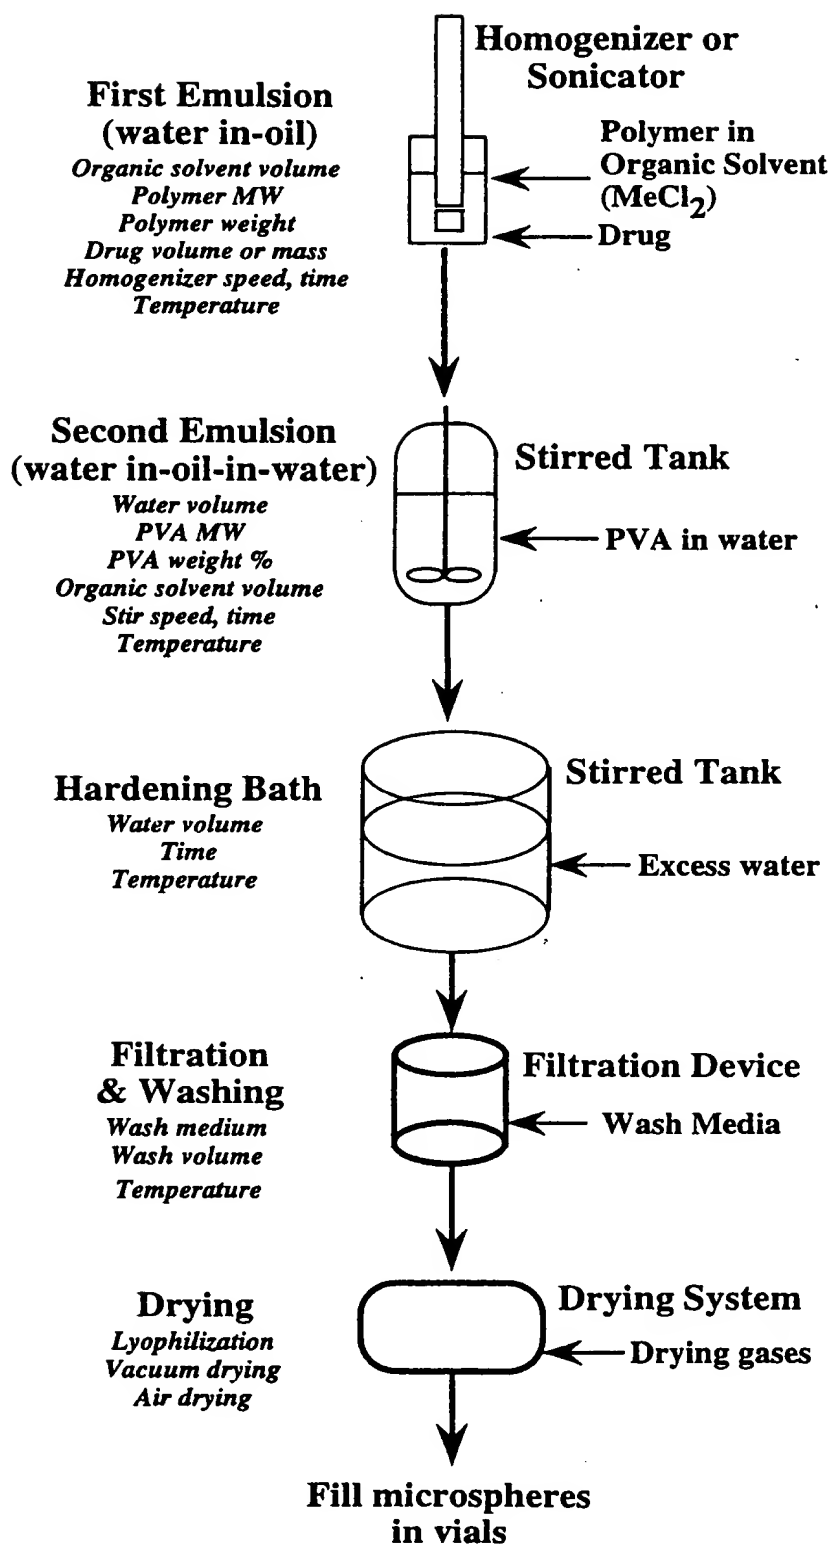 Homogenizer or
Sonicator
First Emulsion
(water in-oil)
Organic solvent volume
Polymer MW
Polymer weight
Drug volume or mass
Homogenizer speed, time
Temperature
Polymer in
Organic Solvent
(MeCl₂)
Drug
Second Emulsion
(water in-oil-in-water)
Water volume
PVA MW
PVA weight %
Organic solvent volume
Stir speed, time
Temperature
Stirred Tank
PVA in water
Hardening Bath
Water volume
Time
Temperature
Stirred Tank
Excess water
Filtration
& Washing
Wash medium
Wash volume
Temperature
Filtration Device
Wash Media
Drying
Lyophilization
Vacuum drying
Air drying
Drying System
Drying gases
Fill microspheres
in vials